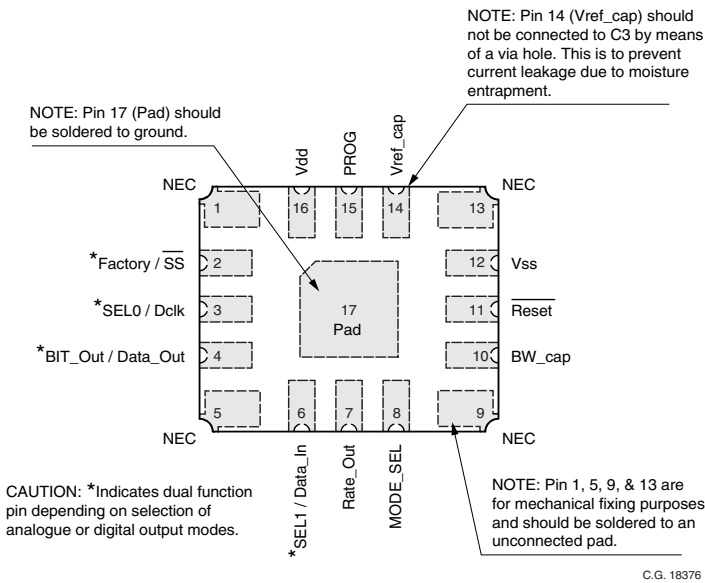 NOTE: Pin 14 (Vref_cap) should
not be connected to C3 by means
of a via hole. This is to prevent
current leakage due to moisture
entrapment.
NOTE: Pin 17 (Pad) should
be soldered to ground.
Vdd
PROG
Vref_cap
NEC
NEC
1
16
15
14
13
*Factory / SS
2
12
Vss
*SEL0 / Dclk
3
17
Pad
11
Reset
*BIT_Out / Data_Out
4
10
BW_cap
5
6
7
8
9
NEC
NEC
*SEL1 / Data_In
Rate_Out
MODE_SEL
CAUTION: *Indicates dual function
pin depending on selection of
analogue or digital output modes.
NOTE: Pin 1, 5, 9, & 13 are
for mechanical fixing purposes
and should be soldered to an
unconnected pad.
C.G. 18376